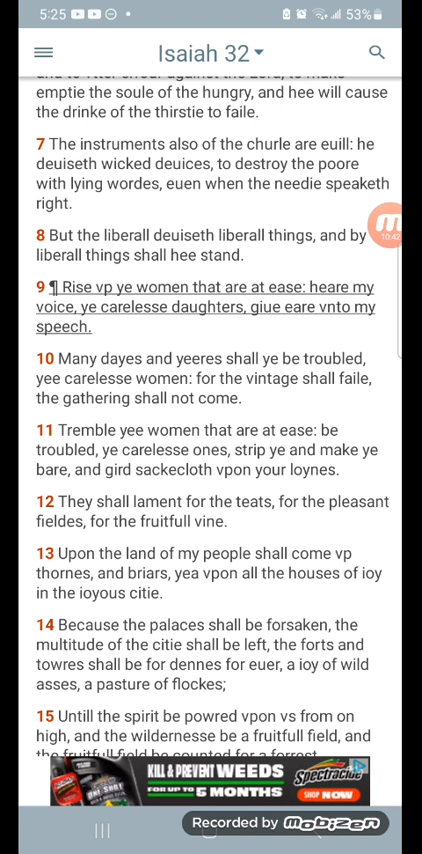 5:25
53%
Isaiah 32
emptie the soule of the hungry, and hee will cause
the drinke of the thirstie to faile.
7 The instruments also of the churle are euill: he
deuiseth wicked deuices, to destroy the poore
with lying wordes, euen when the needie speaketh
right.
10:42
8 But the liberall deuiseth liberall things, and by
liberall things shall hee stand.
9 ¶ Rise vp ye women that are at ease: heare my
voice, ye carelesse daughters, giue eare vnto my
speech.
10 Many dayes and yeeres shall ye be troubled,
yee carelesse women: for the vintage shall faile,
the gathering shall not come.
11 Tremble yee women that are at ease: be
troubled, ye carelesse ones, strip ye and make ye
bare, and gird sackecloth vpon your loynes.
12 They shall lament for the teats, for the pleasant
fieldes, for the fruitfull vine.
13 Upon the land of my people shall come vp
thornes, and briars, yea vpon all the houses of ioy
in the ioyous citie.
14 Because the palaces shall be forsaken, the
multitude of the citie shall be left, the forts and
towres shall be for dennes for euer, a ioy of wild
asses, a pasture of flockes;
15 Untill the spirit be powred vpon vs from on
high, and the wildernesse be a fruitfull field, and
the fruitfull field be counted for a forrest
KILL & PREVENT WEEDS
FOR UP TO 5 MONTHS
Spectracide
SHOP NOW
Recorded by mobizen